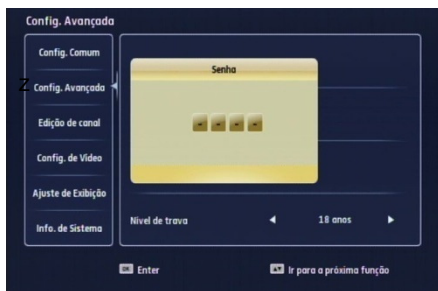 Config. Avançada
Config. Comum
Z Config. Avançada
Edição de canal
Config. de Vídeo
Ajuste de Exibição
Info. de Sistema
Senha
- - - -
Nível de trava
18 anos
OK Enter
Ir para a próxima função